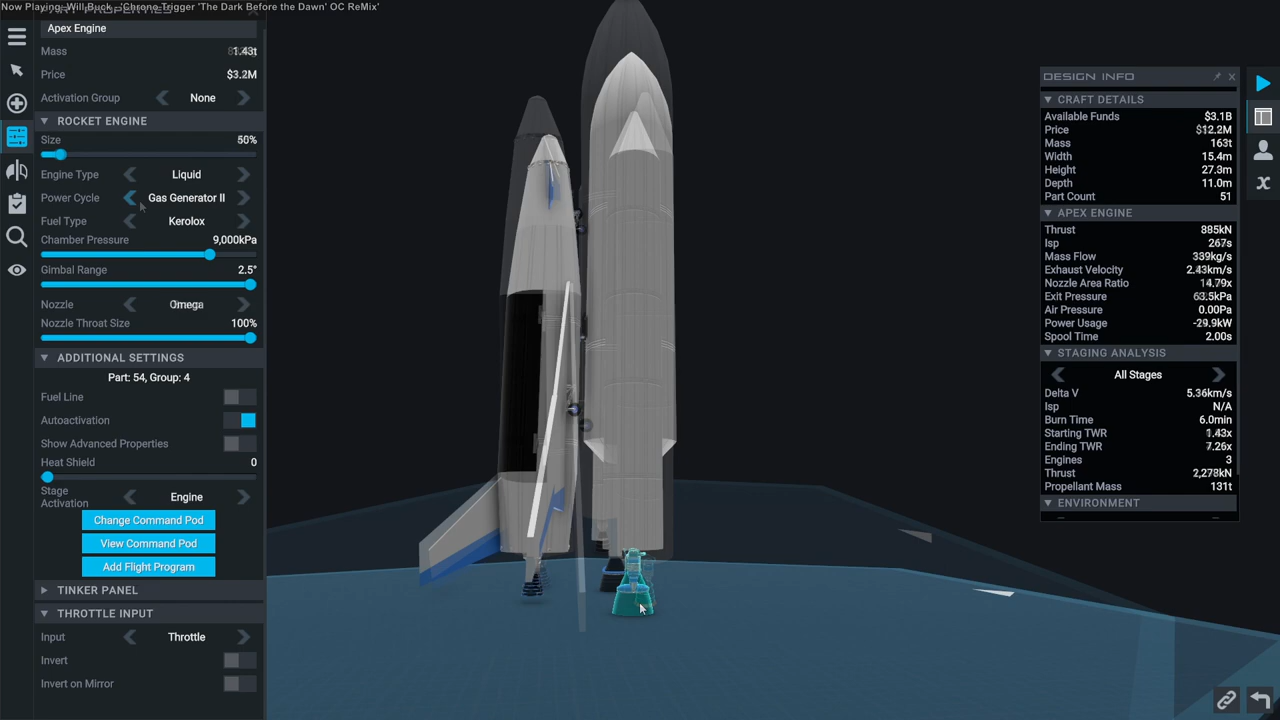 Now Playing: Will Buck - 'Chrono Trigger 'The Dark Before the Dawn' OC ReMix'
PART PROPERTIES
Apex Engine
Mass 1.43t
Price $3.2M
Activation Group None
ROCKET ENGINE
Size 50%
Engine Type Liquid
Power Cycle Gas Generator II
Fuel Type Kerolox
Chamber Pressure 9,000kPa
Gimbal Range 2.5°
Nozzle Omega
Nozzle Throat Size 100%
ADDITIONAL SETTINGS
Part: 54, Group: 4
Fuel Line
Autoactivation
Show Advanced Properties
Heat Shield 0
Stage
Activation Engine
Change Command Pod
View Command Pod
Add Flight Program
TINKER PANEL
THROTTLE INPUT
Input Throttle
Invert
Invert on Mirror
DESIGN INFO
CRAFT DETAILS
Available Funds $3.1B
Price $12.2M
Mass 163t
Width 15.4m
Height 27.3m
Depth 11.0m
Part Count 51
APEX ENGINE
Thrust 885kN
Isp 267s
Mass Flow 339kg/s
Exhaust Velocity 2.43km/s
Nozzle Area Ratio 14.79x
Exit Pressure 63.5kPa
Air Pressure 0.00Pa
Power Usage -29.9kW
Spool Time 2.00s
STAGING ANALYSIS
All Stages
Delta V 5.36km/s
Isp N/A
Burn Time 6.0min
Starting TWR 1.43x
Ending TWR 7.26x
Engines 3
Thrust 2,278kN
Propellant Mass 131t
ENVIRONMENT